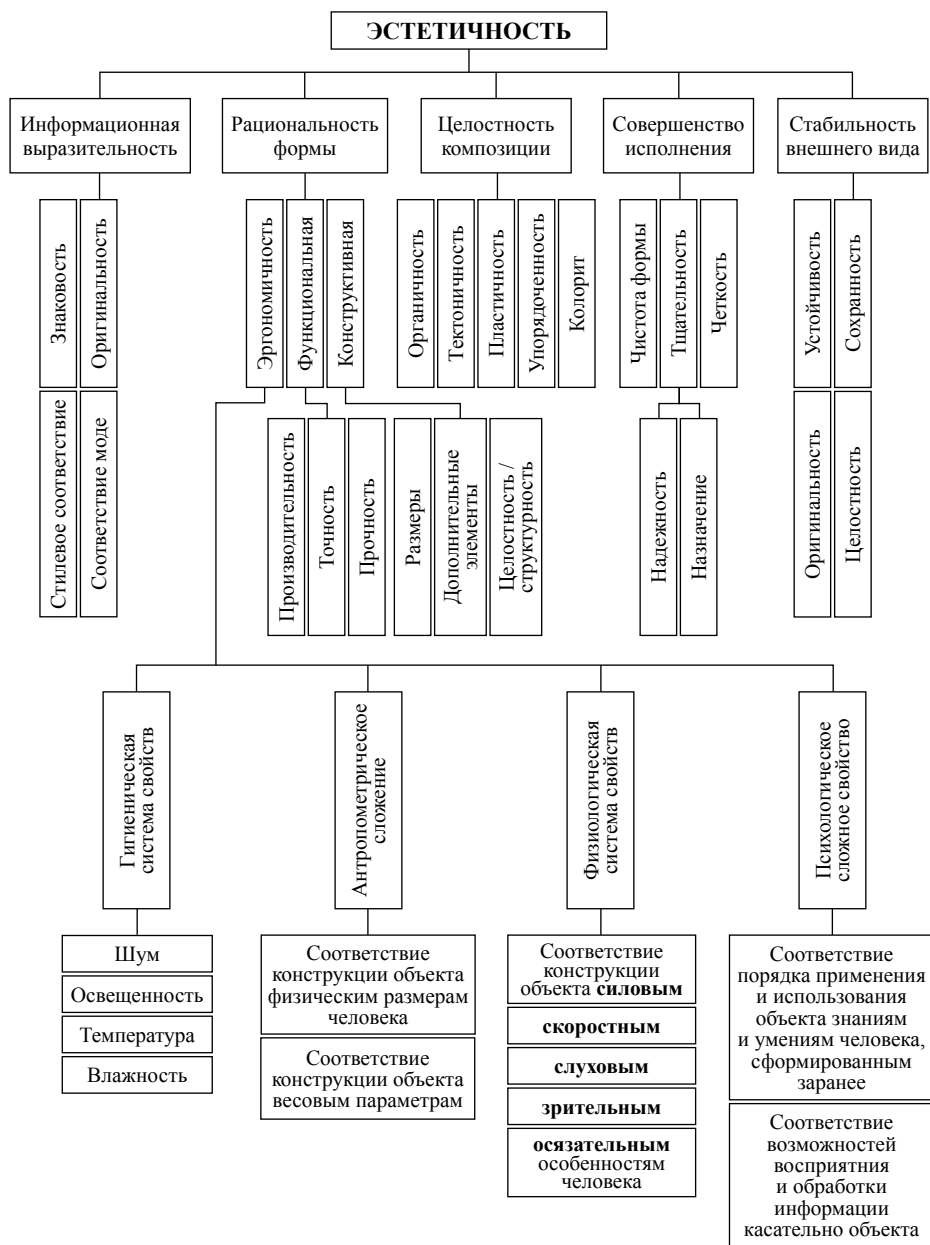 ЭСТЕТИЧНОСТЬ
Информационная
выразительность
Рациональность
формы
Целостность
композиции
Совершенство
исполнения
Стабильность
внешнего вида
Знаковость
Оригинальность
Стилевое соответствие
Соответствие моде
Эргономичность
Функциональная
Конструктивная
Производительность
Точность
Прочность
Размеры
Дополнительные
элементы
Целостность /
структурность
Органичность
Тектоничность
Пластичность
Упорядоченность
Колорит
Чистота формы
Тщательность
Четкость
Надежность
Назначение
Устойчивость
Сохранность
Оригинальность
Целостность
Гигиеническая
система свойств
Шум
Освещенность
Температура
Влажность
Антропометрическое
сложение
Соответствие
конструкции объекта
физическим размерам
человека
Соответствие
конструкции объекта
весовым параметрам
Физиологическая
система свойств
Соответствие
конструкции
объекта силовым
скоростным
слуховым
зрительным
осязательным
особенностям
человека
Психологическое
сложное свойство
Соответствие
порядка применения
и использования
объекта знаниям
и умениям человека,
сформированным
заранее
Соответствие
возможностей
восприятния
и обработки
информации
касательно объекта